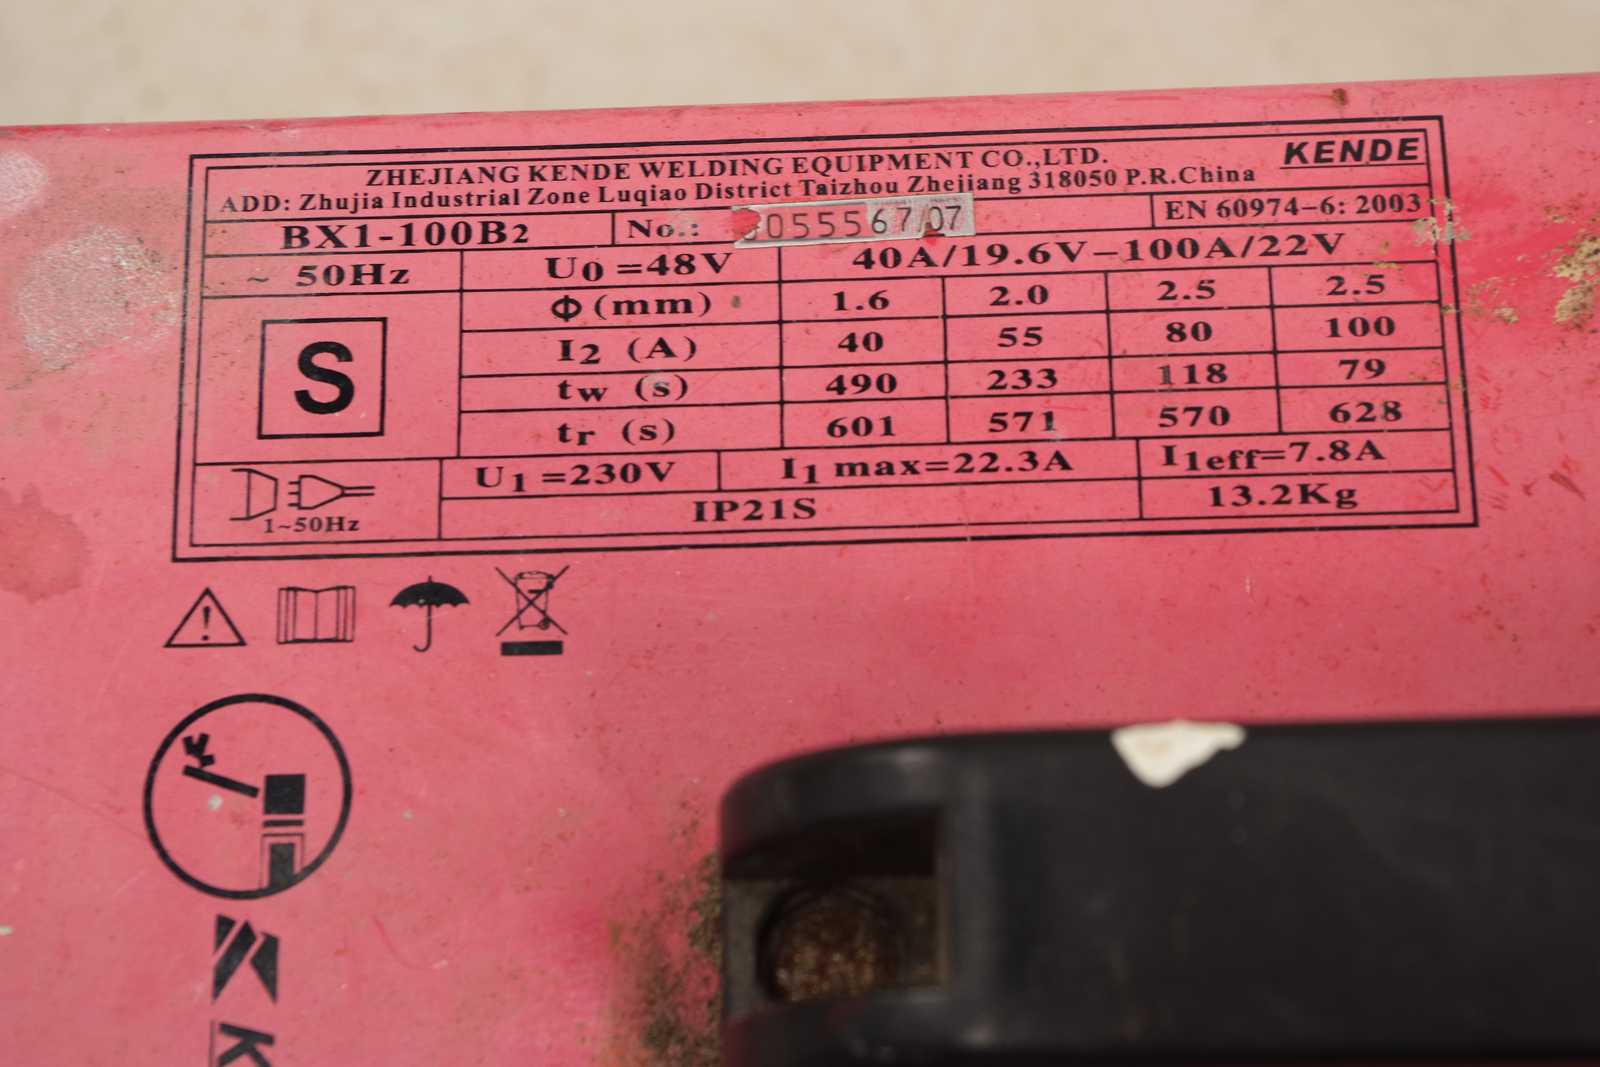 ZHEJIANG KENDE WELDING EQUIPMENT CO.,LTD.
KENDE
ADD: Zhujia Industrial Zone Luqiao District Taizhou Zhejiang 318050 P.R.China
BX1-100B2 No.: 055567/07 EN 60974-6: 2003
~ 50Hz U0=48V 40A/19.6V-100A/22V
Φ(mm) 1.6 2.0 2.5 2.5
S
I2 (A) 40 55 80 100
tw (s) 490 233 118 79
tr (s) 601 571 570 628
1~50Hz
U1=230V I1 max=22.3A I1eff=7.8A
IP21S 13.2Kg
K